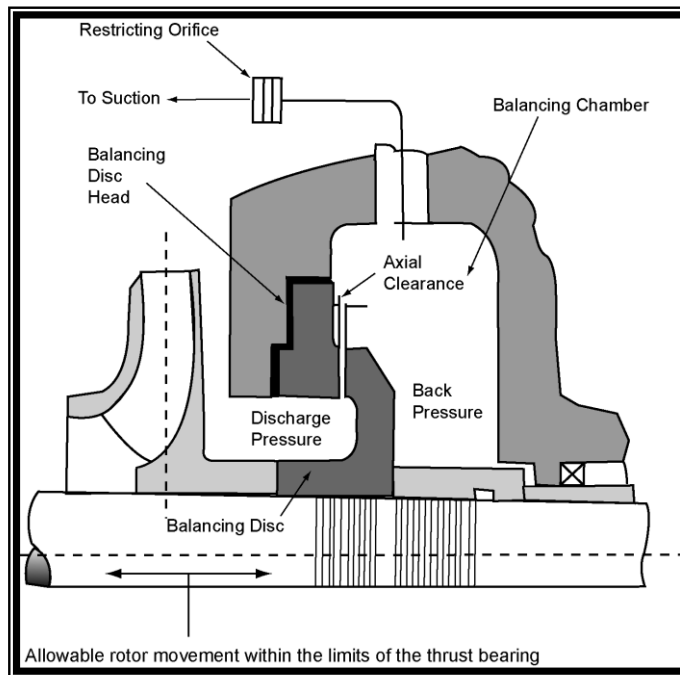 Restricting Orifice
To Suction
Balancing Chamber
Balancing
Disc
Head
Axial
Clearance
Discharge
Pressure
Back
Pressure
Balancing Disc
Allowable rotor movement within the limits of the thrust bearing